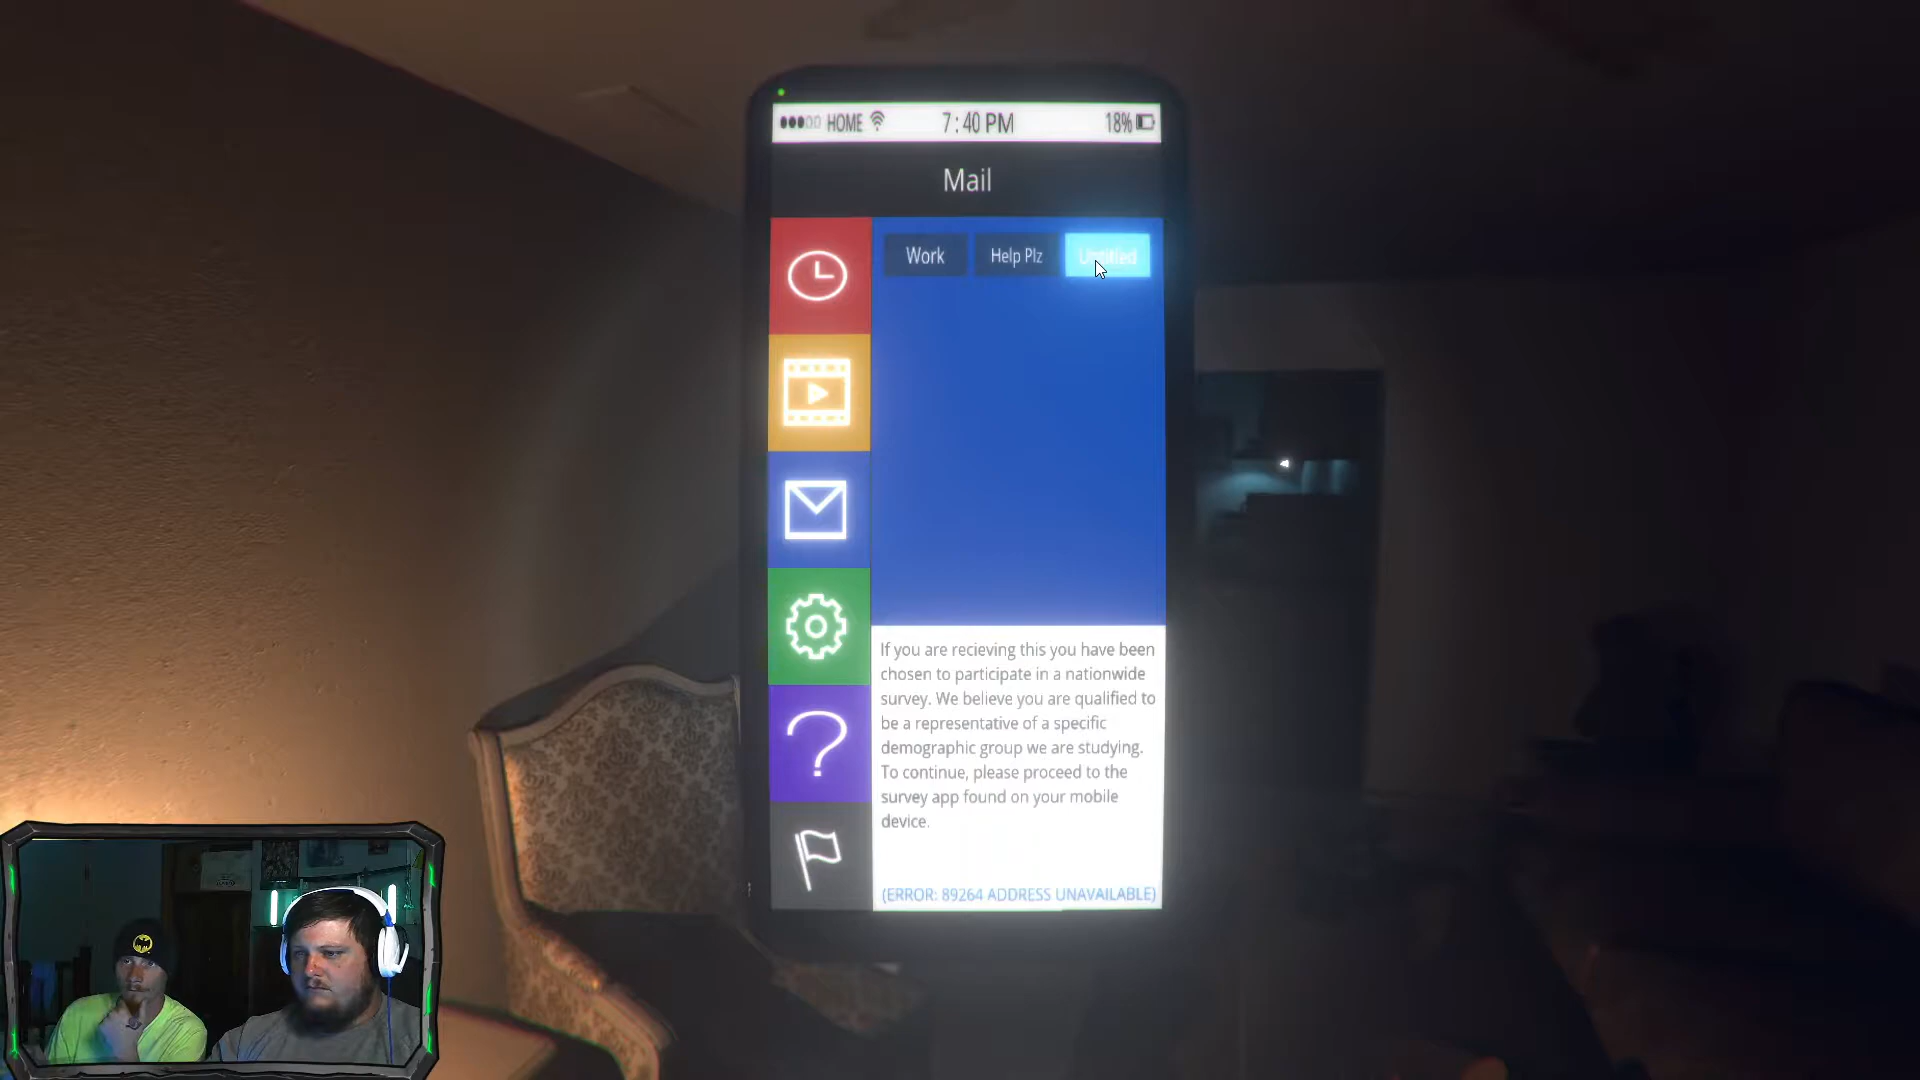 HOME 7:40 PM 18%
Mail
Work Help Plz Untitled
If you are recieving this you have been
chosen to participate in a nationwide
survey. We believe you are qualified to
be a representative of a specific
demographic group we are studying.
To continue, please proceed to the
survey app found on your mobile
device.
(ERROR: 89264 ADDRESS UNAVAILABLE)